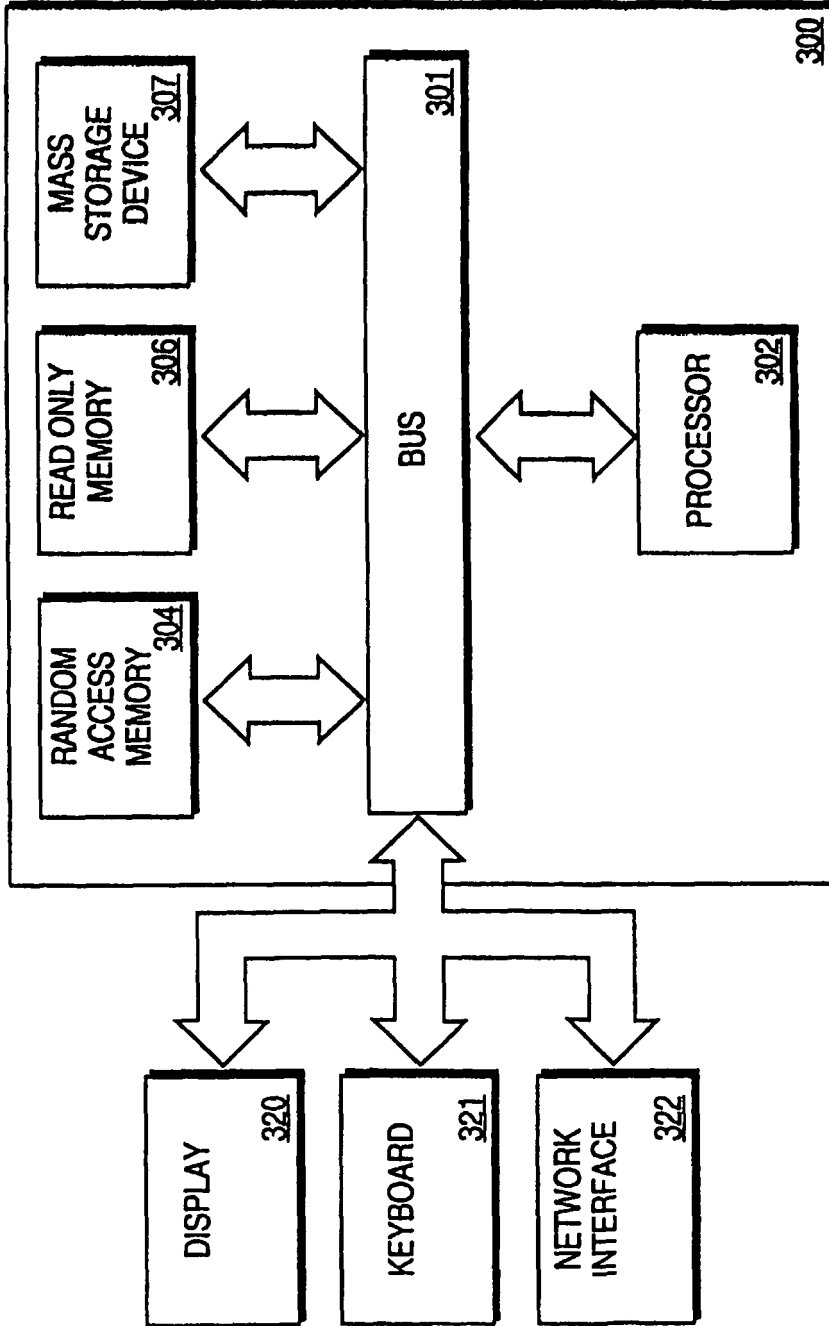 DISPLAY
320
KEYBOARD
321
NETWORK
INTERFACE
322
RANDOM
ACCESS
MEMORY
304
READ ONLY
MEMORY
306
MASS
STORAGE
DEVICE
307
BUS
301
PROCESSOR
302
300